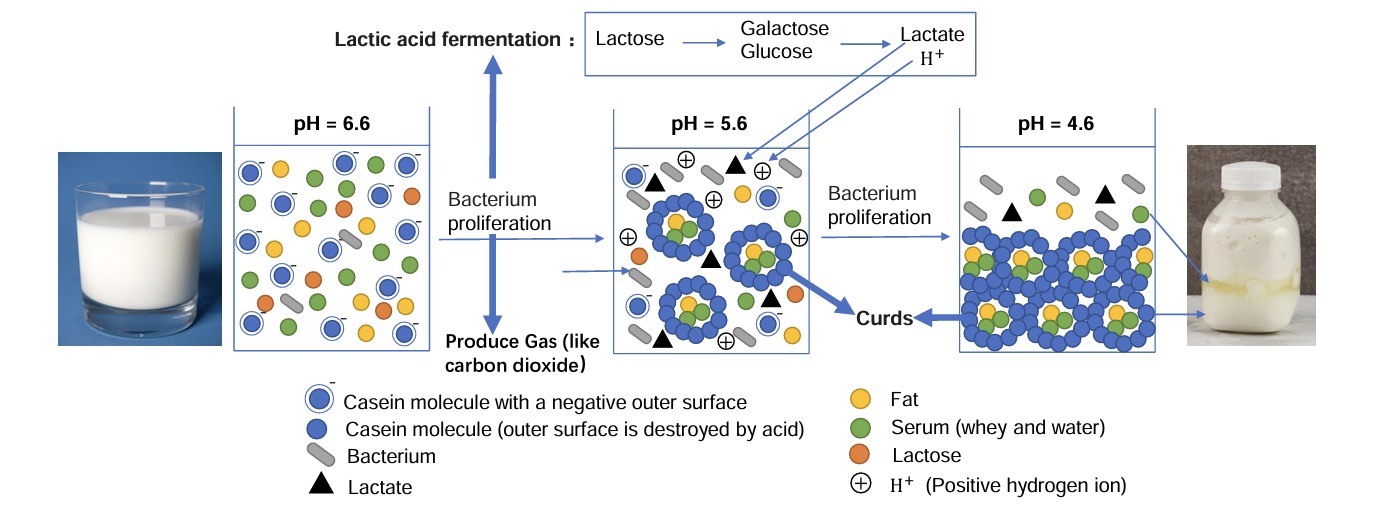 Lactic acid fermentation :
Lactose
Galactose
Glucose
Lactate
H⁺
pH = 6.6
pH = 5.6
pH = 4.6
Bacterium
proliferation
Bacterium
proliferation
Produce Gas (like
carbon dioxide)
Curds
Casein molecule with a negative outer surface
Casein molecule (outer surface is destroyed by acid)
Bacterium
Lactate
Fat
Serum (whey and water)
Lactose
H⁺ (Positive hydrogen ion)